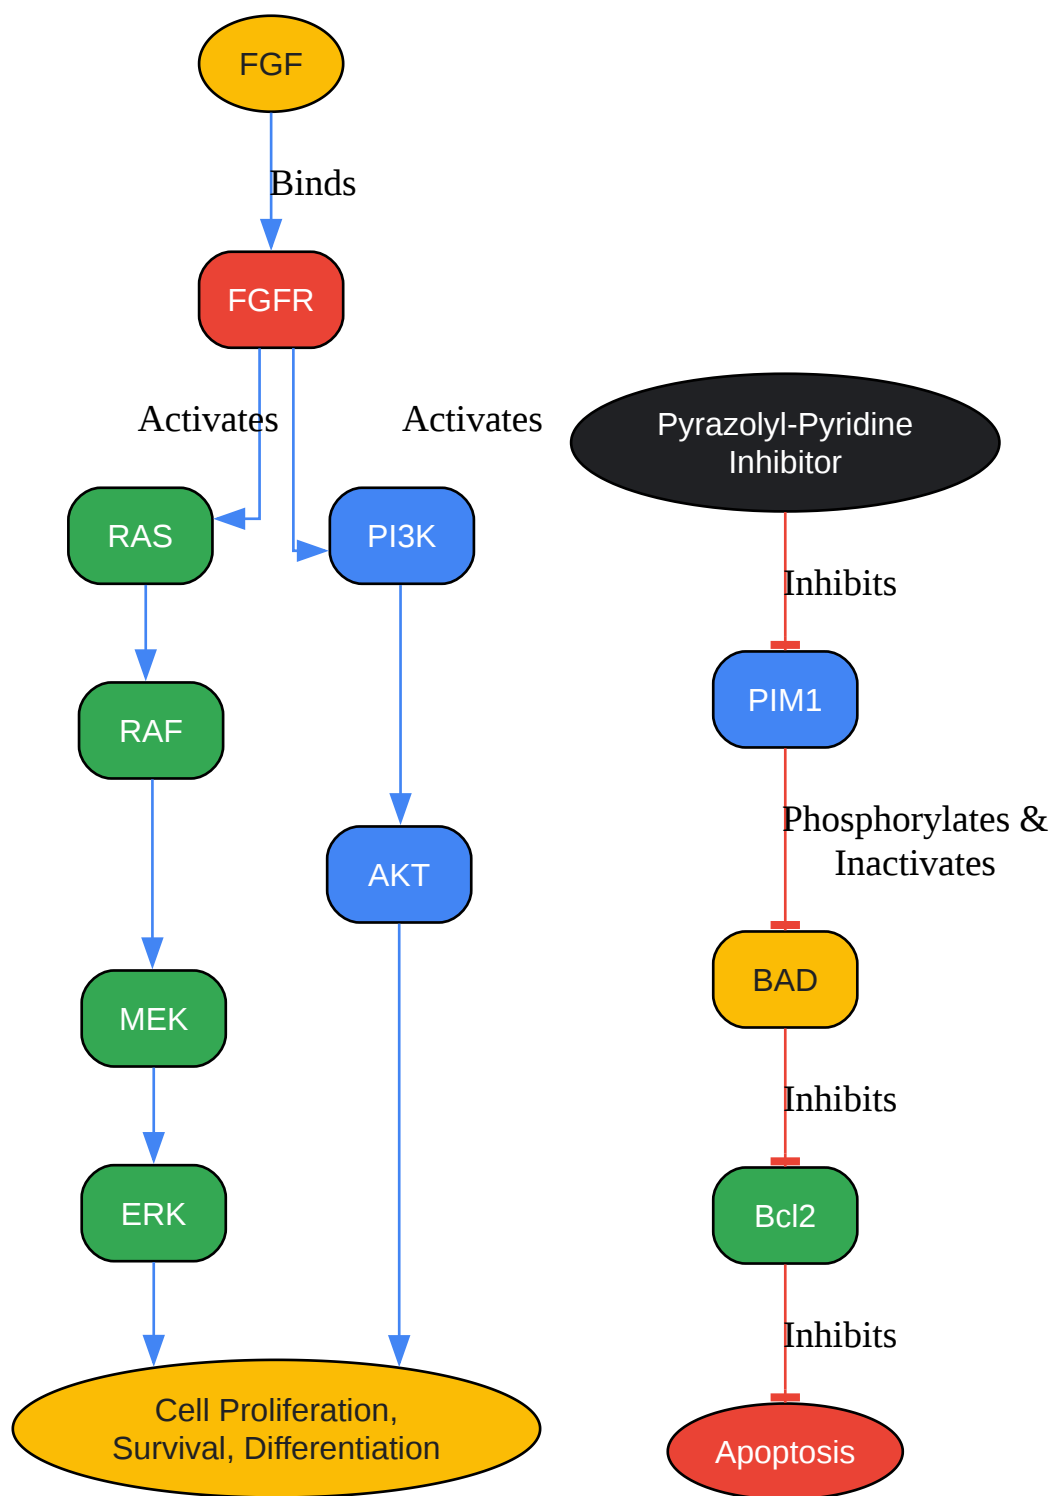 FGF
Binds
FGFR
Activates
Activates
RAS
PI3K
RAF
AKT
MEK
ERK
Cell Proliferation,
Survival, Differentiation
Pyrazolyl-Pyridine
Inhibitor
Inhibits
PIM1
Phosphorylates &
Inactivates
BAD
Inhibits
Bcl2
Inhibits
Apoptosis